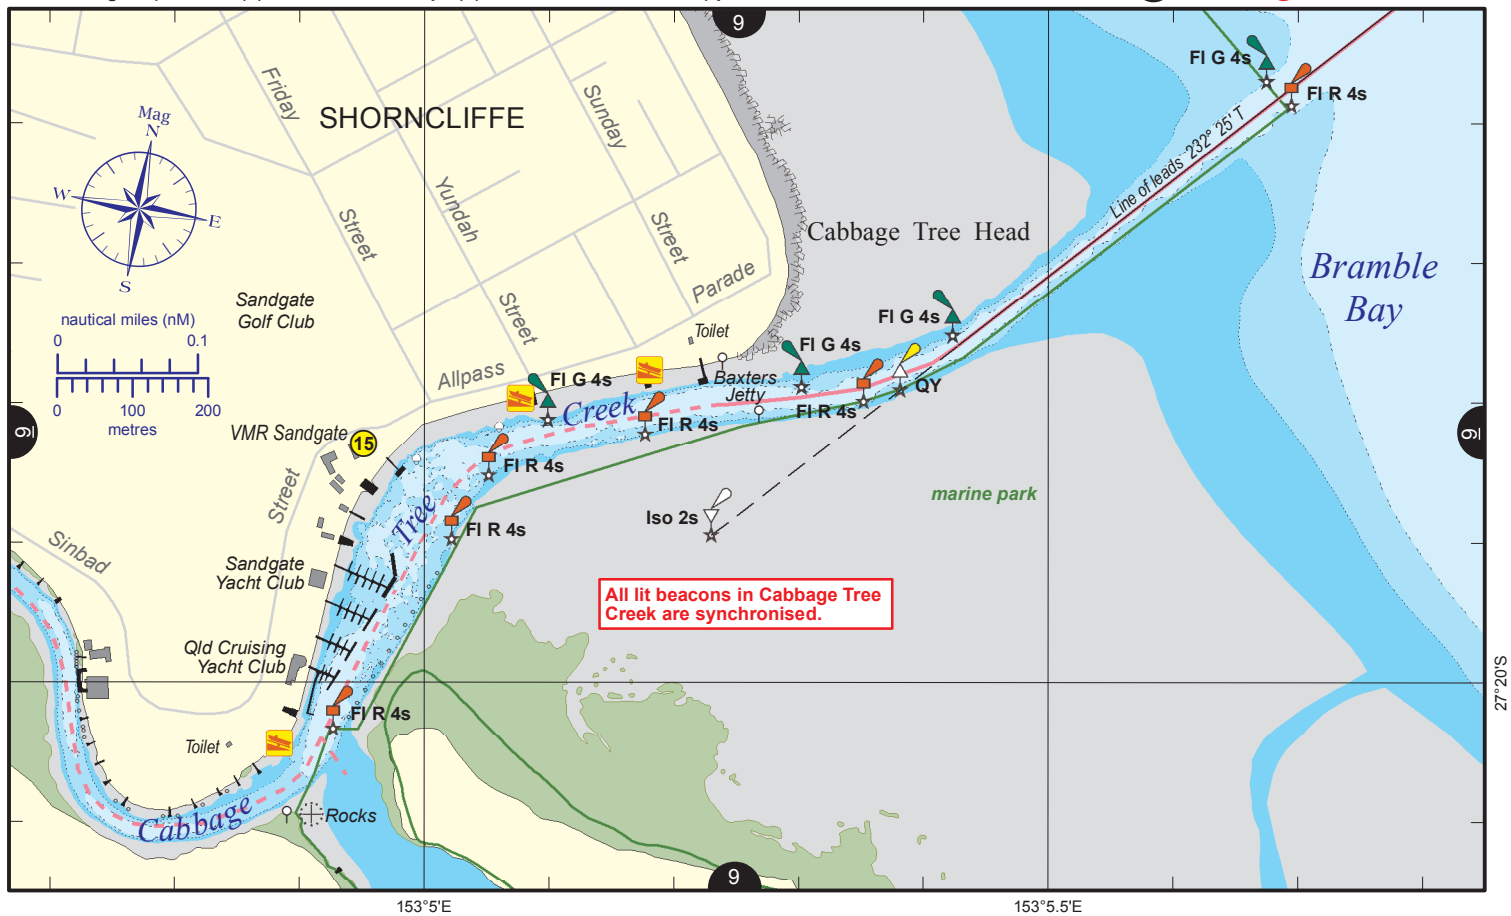 9
Fl G 4s
Fl R 4s
Friday
Street
SHORNCLIFFE
Sunday
Street
Yundah
Street
Mag
N
W
E
S
Line of leads 232° 25' T
Cabbage Tree Head
Bramble
Bay
Sandgate
Golf Club
nautical miles (nM)
0 0.1
0 100 200
metres
Parade
Toilet
Allpass
Fl G 4s
Fl G 4s
Fl G 4s
Baxters
Jetty
QY
Fl R 4s
Creek
Fl R 4s
VMR Sandgate
15
9
9
Fl R 4s
Street
Tree
Fl R 4s
Iso 2s
marine park
Sinbad
Sandgate
Yacht Club
All lit beacons in Cabbage Tree
Creek are synchronised.
Qld Cruising
Yacht Club
27°20'S
Fl R 4s
Toilet
Cabbage
Rocks
9
153°5'E
153°5.5'E